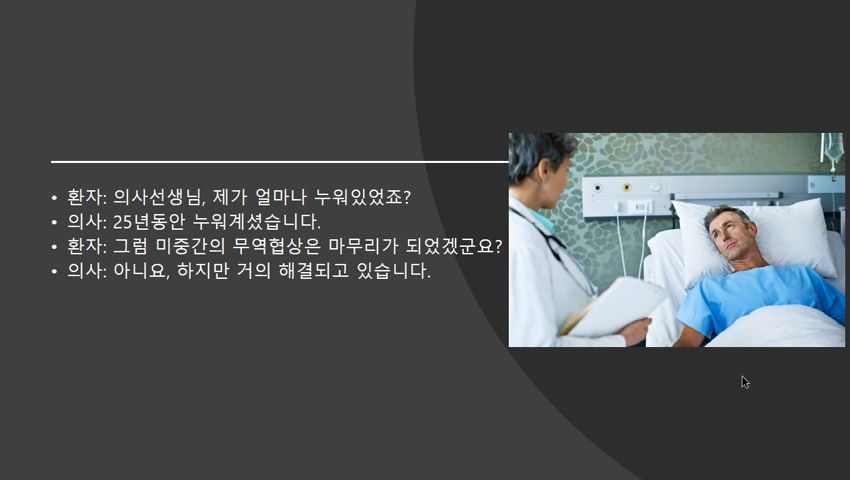 • 환자: 의사선생님, 제가 얼마나 누워있었죠?
• 의사: 25년동안 누워계셨습니다.
• 환자: 그럼 미중간의 무역협상은 마무리가 되었겠군요?
• 의사: 아니요, 하지만 거의 해결되고 있습니다.